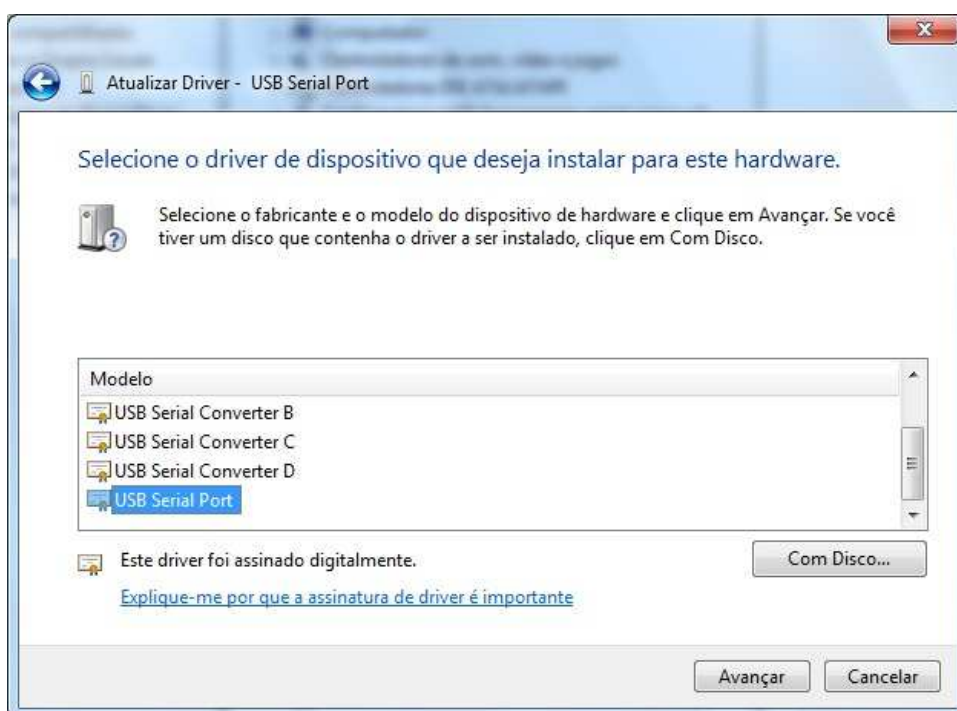 Atualizar Driver - USB Serial Port
Selecione o driver de dispositivo que deseja instalar para este hardware.
Selecione o fabricante e o modelo do dispositivo de hardware e clique em Avançar. Se você
tiver um disco que contenha o driver a ser instalado, clique em Com Disco.
Modelo
USB Serial Converter B
USB Serial Converter C
USB Serial Converter D
USB Serial Port
Este driver foi assinado digitalmente.
Com Disco...
Explique-me por que a assinatura de driver é importante
Avançar
Cancelar